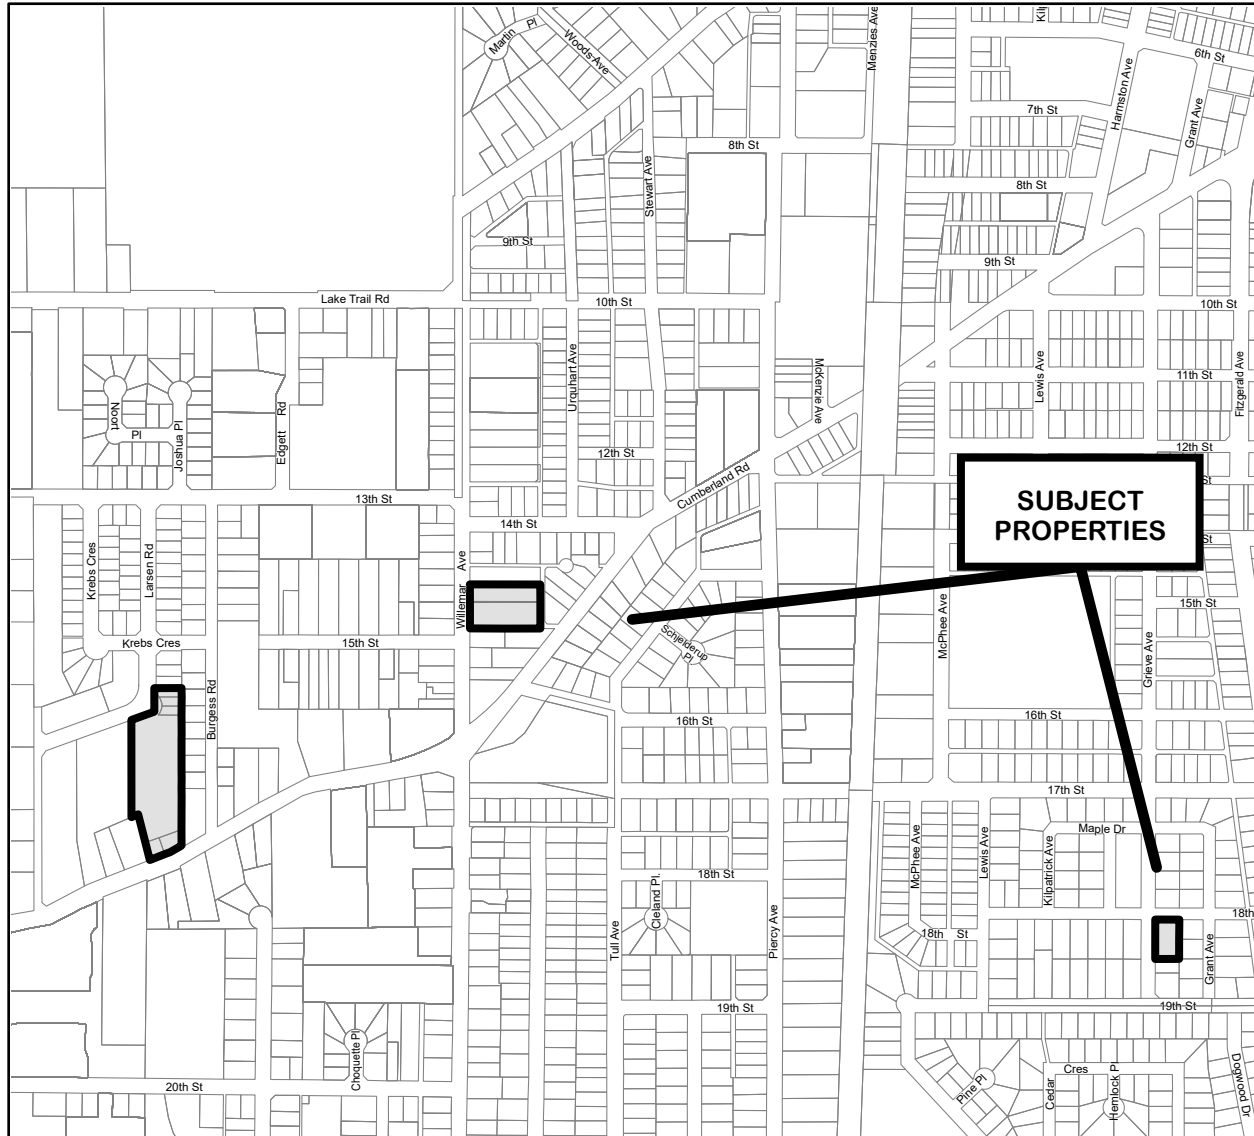 Martin Pl
Woods Ave
Menzies Ave
6th St
Harmston Ave
Grant Ave
7th St
8th St
Stewart Ave
8th St
9th St
9th St
Lake Trail Rd
10th St
10th St
Urquhart Ave
McKenzie Ave
Lewis Ave
11th St
Fitzgerald Ave
Noort
Pl
Joshua Pl
Edgett Rd
12th St
12th St
Cumberland Rd
13th St
SUBJECT
PROPERTIES
St
14th St
St
Krebs Cres
Larsen Rd
Willemar Ave
15th St
McPhee Ave
Grieve Ave
Krebs Cres
15th St
Schjelderup
Pl
Burgess Rd
16th St
16th St
17th St
Maple Dr
McPhee Ave
Lewis Ave
Kilpatrick Ave
18th St
Cleland Pl.
18th
Tull Ave
Piercy Ave
18th St
Grant Ave
19th St
19th St
Choquette Pl
20th St
Pine Pl
Cedar
Cres
Hemlock Pl
Dogwood Dr